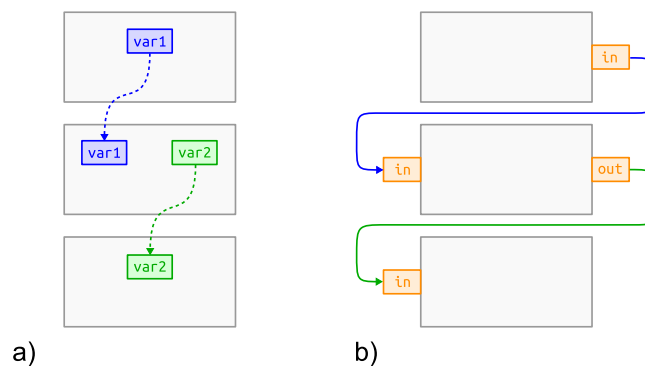 var1
var1 var2
var2
a)
in
in out
in
b)